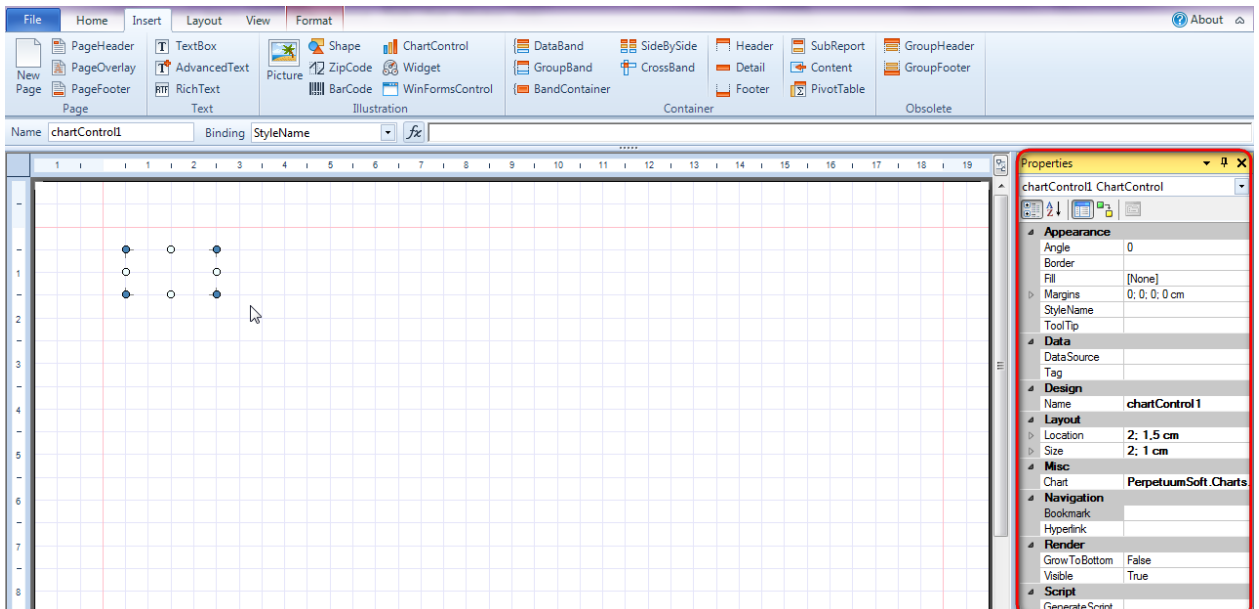 File Home Insert Layout View Format About
PageHeader TextBox Shape ChartControl DataBand SideBySide Header SubReport GroupHeader
PageOverlay AdvancedText ZipCode Widget GroupBand CrossBand Detail Content GroupFooter
New Page PageFooter RichText Picture BarCode WinFormsControl BandContainer Footer PivotTable
Page Text Illustration Container Obsolete
Name chartControl1 Binding StyleName fx
1 1 2 3 4 5 6 7 8 9 10 11 12 13 14 15 16 17 18 19
Properties
chartControl1 ChartControl
Appearance
Angle 0
Border
Fill [None]
Margins 0; 0; 0; 0 cm
StyleName
ToolTip
Data
DataSource
Tag
Design
Name chartControl1
Layout
Location 2; 1,5 cm
Size 2; 1 cm
Misc
Chart PerpetuumSoft.Charts.
Navigation
Bookmark
Hyperlink
Render
GrowToBottom False
Visible True
Script
GenerateScript
1
2
3
4
5
6
7
8